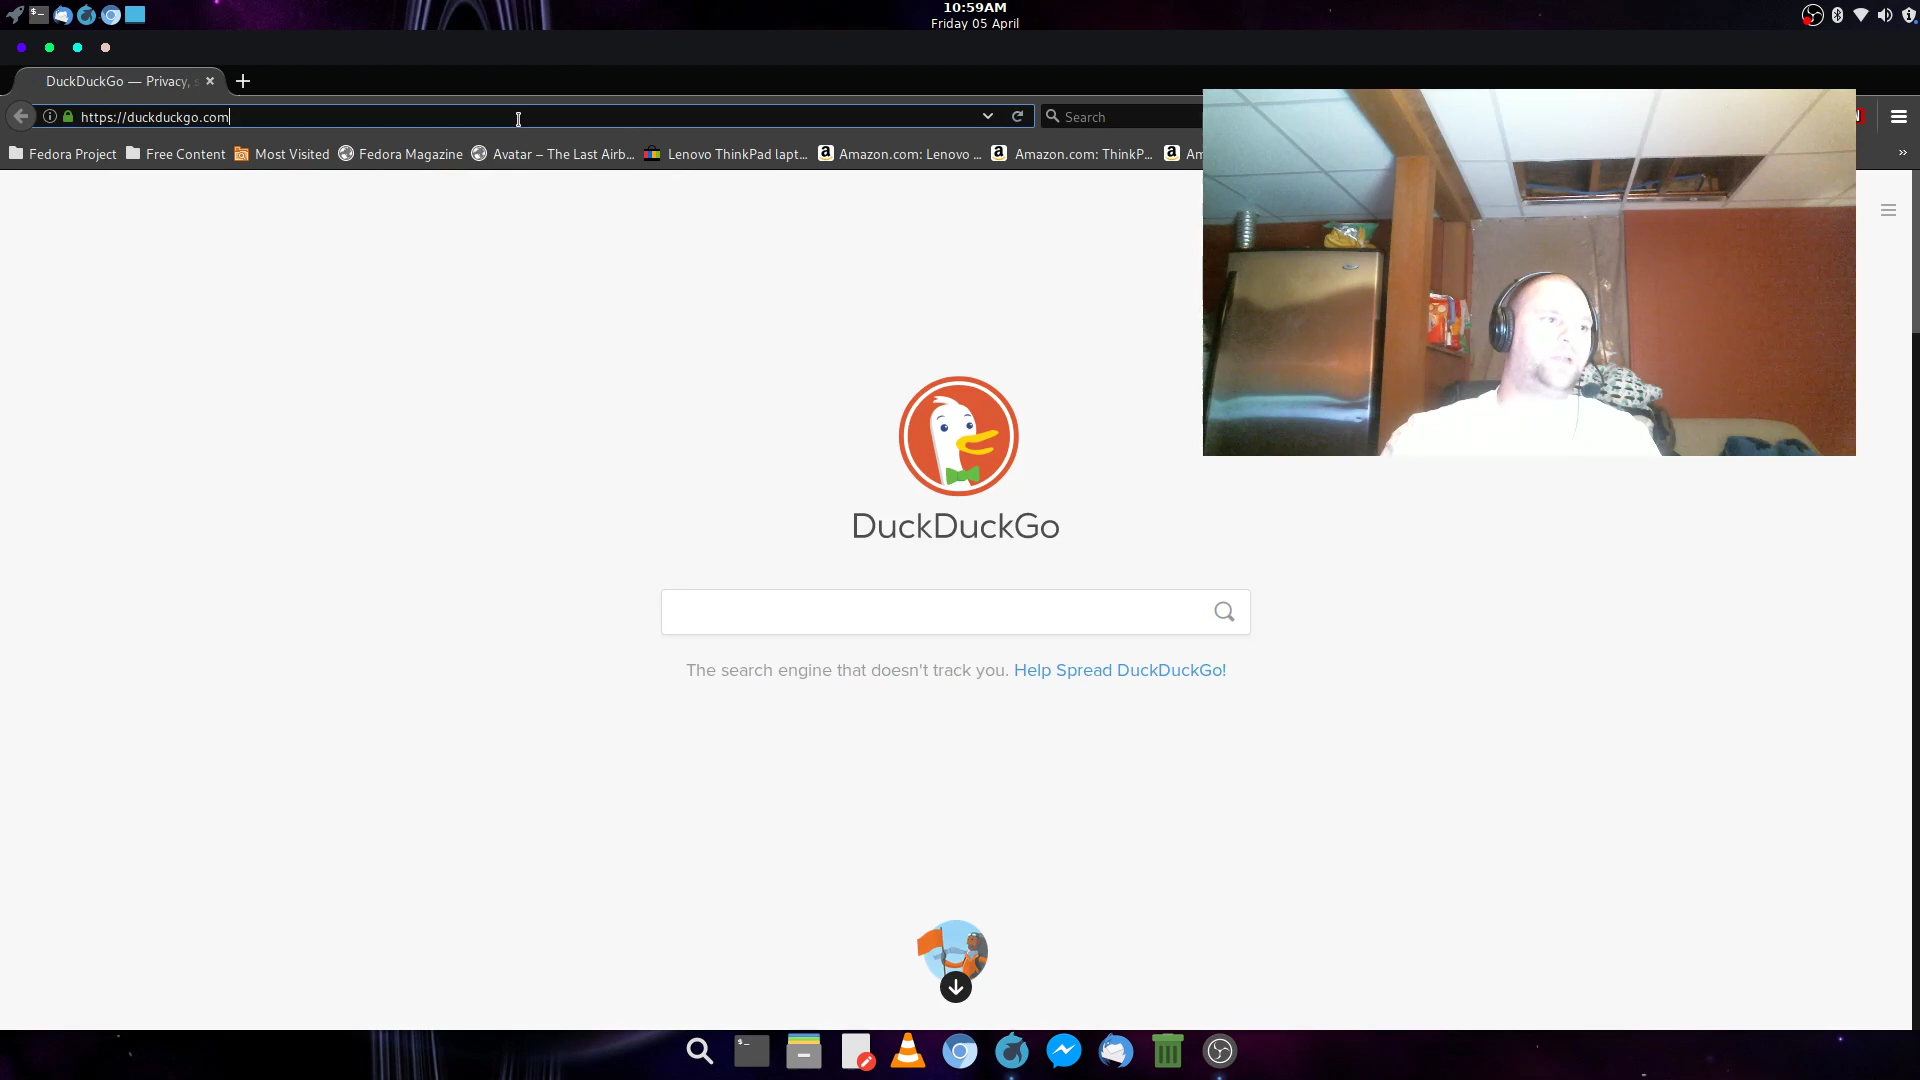 10:59AM
Friday 05 April
DuckDuckGo — Privacy,
https://duckduckgo.com
Search
Fedora Project
Free Content
Most Visited
Fedora Magazine
Avatar – The Last Airb...
Lenovo ThinkPad lapt...
Amazon.com: Lenovo ...
Amazon.com: ThinkP...
Am
»
DuckDuckGo
The search engine that doesn't track you. Help Spread DuckDuckGo!